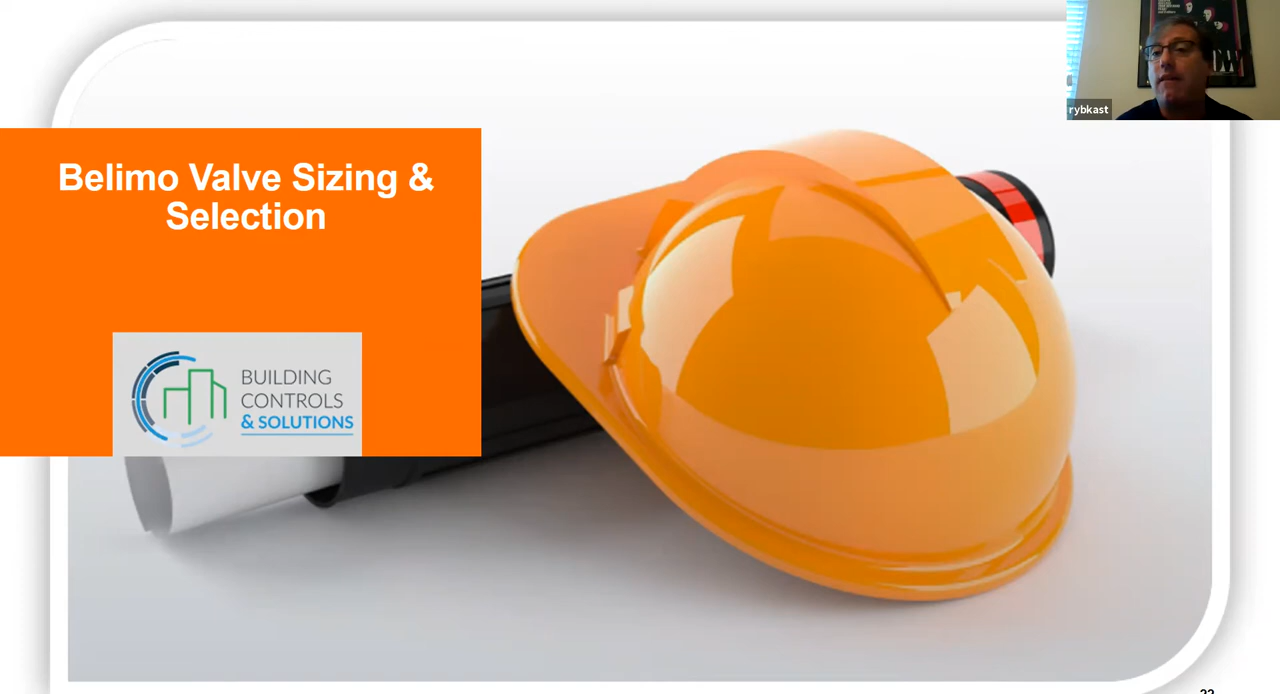 Belimo Valve Sizing &
Selection
BUILDING
CONTROLS
& SOLUTIONS
rybkast